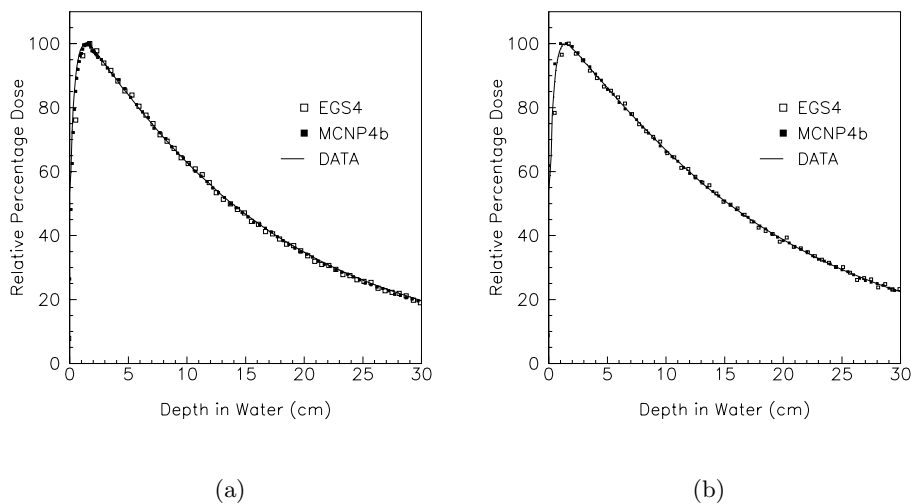 100
80
60
40
20
0
Relative Percentage Dose
EGS4
MCNP4b
DATA
0 5 10 15 20 25 30
Depth in Water (cm)
(a)
100
80
60
40
20
0
Relative Percentage Dose
EGS4
MCNP4b
DATA
0 5 10 15 20 25 30
Depth in Water (cm)
(b)